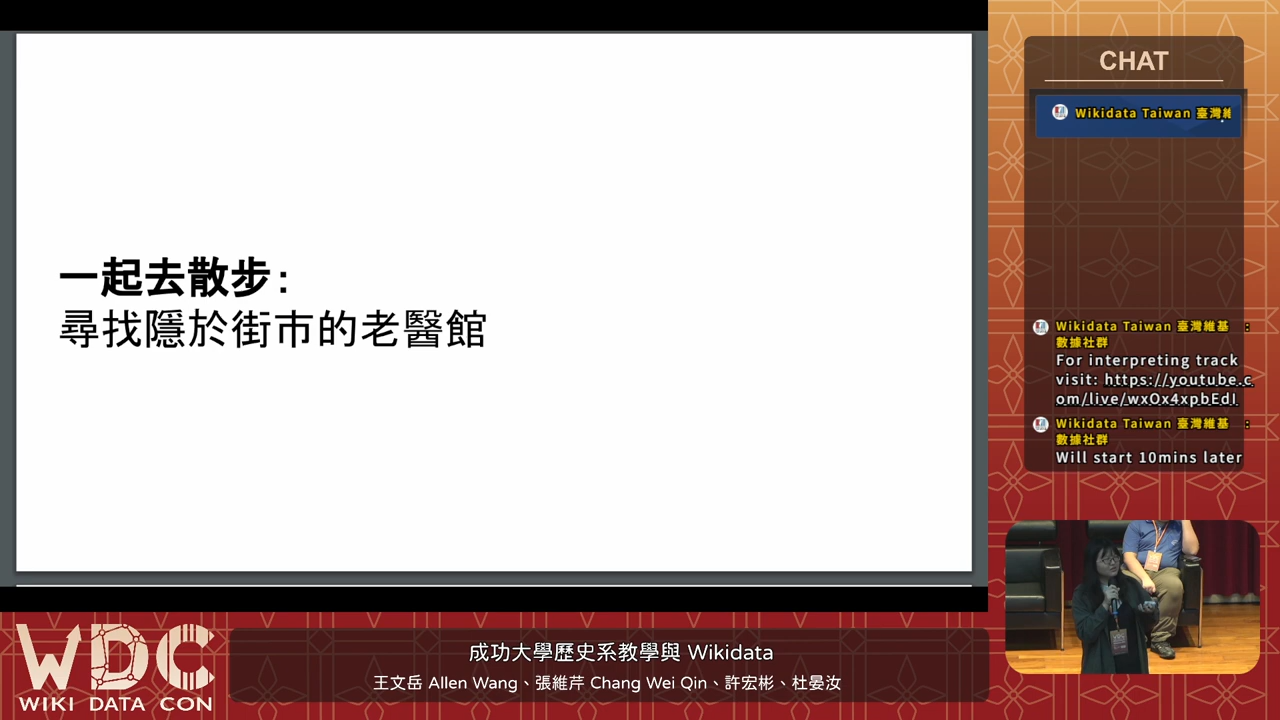 一起去散步：
尋找隱於街市的老醫館
CHAT
Wikidata Taiwan 臺灣維
Wikidata Taiwan 臺灣維基數據社群：
For interpreting track
visit: https://youtube.c
om/live/wxOx4xpbEdI
Wikidata Taiwan 臺灣維基數據社群：
Will start 10mins later
WDC
WIKI DATA CON
成功大學歷史系教學與 Wikidata
王文岳 Allen Wang、張維芹 Chang Wei Qin、許宏彬、杜晏汝